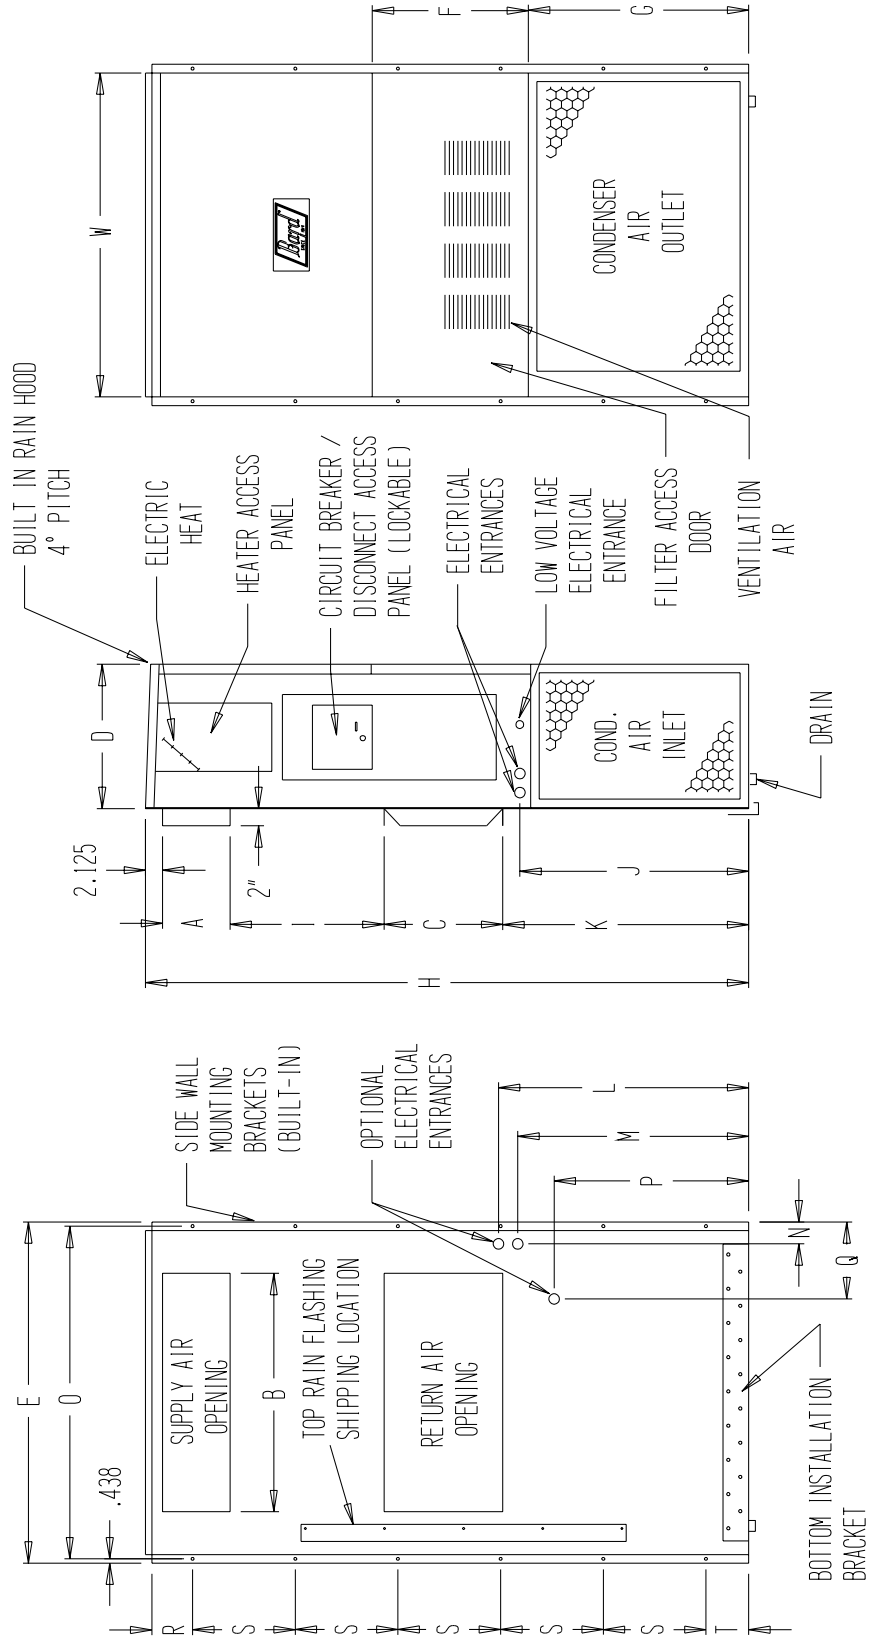 E
O
.438
SUPPLY AIR
OPENING
B
TOP RAIN FLASHING
SHIPPING LOCATION
RETURN AIR
OPENING
SIDE WALL
MOUNTING
BRACKETS
(BUILT-IN)
OPTIONAL
ELECTRICAL
ENTRANCES
L
M
P
N
Q
R
S
S
S
S
S
T
BOTTOM INSTALLATION
BRACKET
BUILT IN RAIN HOOD
4° PITCH
D
2.125
A
2"
I
C
K
J
H
ELECTRIC
HEAT
HEATER ACCESS
PANEL
CIRCUIT BREAKER /
DISCONNECT ACCESS
PANEL (LOCKABLE)
ELECTRICAL
ENTRANCES
LOW VOLTAGE
ELECTRICAL
ENTRANCE
FILTER ACCESS
DOOR
VENTILATION
AIR
COND.
AIR
INLET
DRAIN
W
Bard
F
G
CONDENSER
AIR
OUTLET